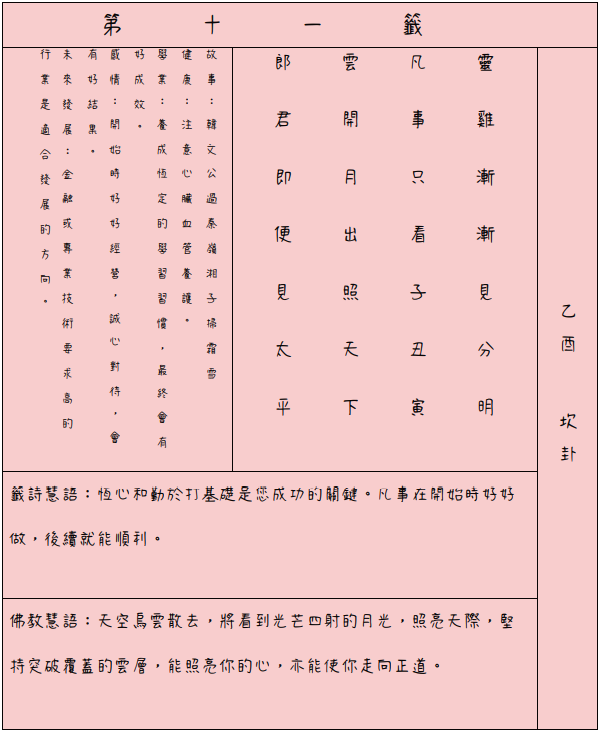 第十一籤
乙酉 坎卦
靈雞漸漸見分明
凡事只看子丑寅
雲開月出照天下
郎君即便見太平
故事：韓文公過秦嶺湘子掃霜雪
健康：注意心臟血管養護。
學業：養成恆定的學習習慣，最終會有
好成效。
感情：開始時好好經營，誠心對待，會
有好結果。
未來發展：金融或專業技術要求高的
行業是適合發展的方向。
籤詩慧語：恆心和勤於打基礎是您成功的關鍵。凡事在開始時好好
做，後續就能順利。
佛教慧語：天空烏雲散去，將看到光芒四射的月光，照亮天際，堅
持突破覆蓋的雲層，能照亮你的心，亦能使你走向正道。